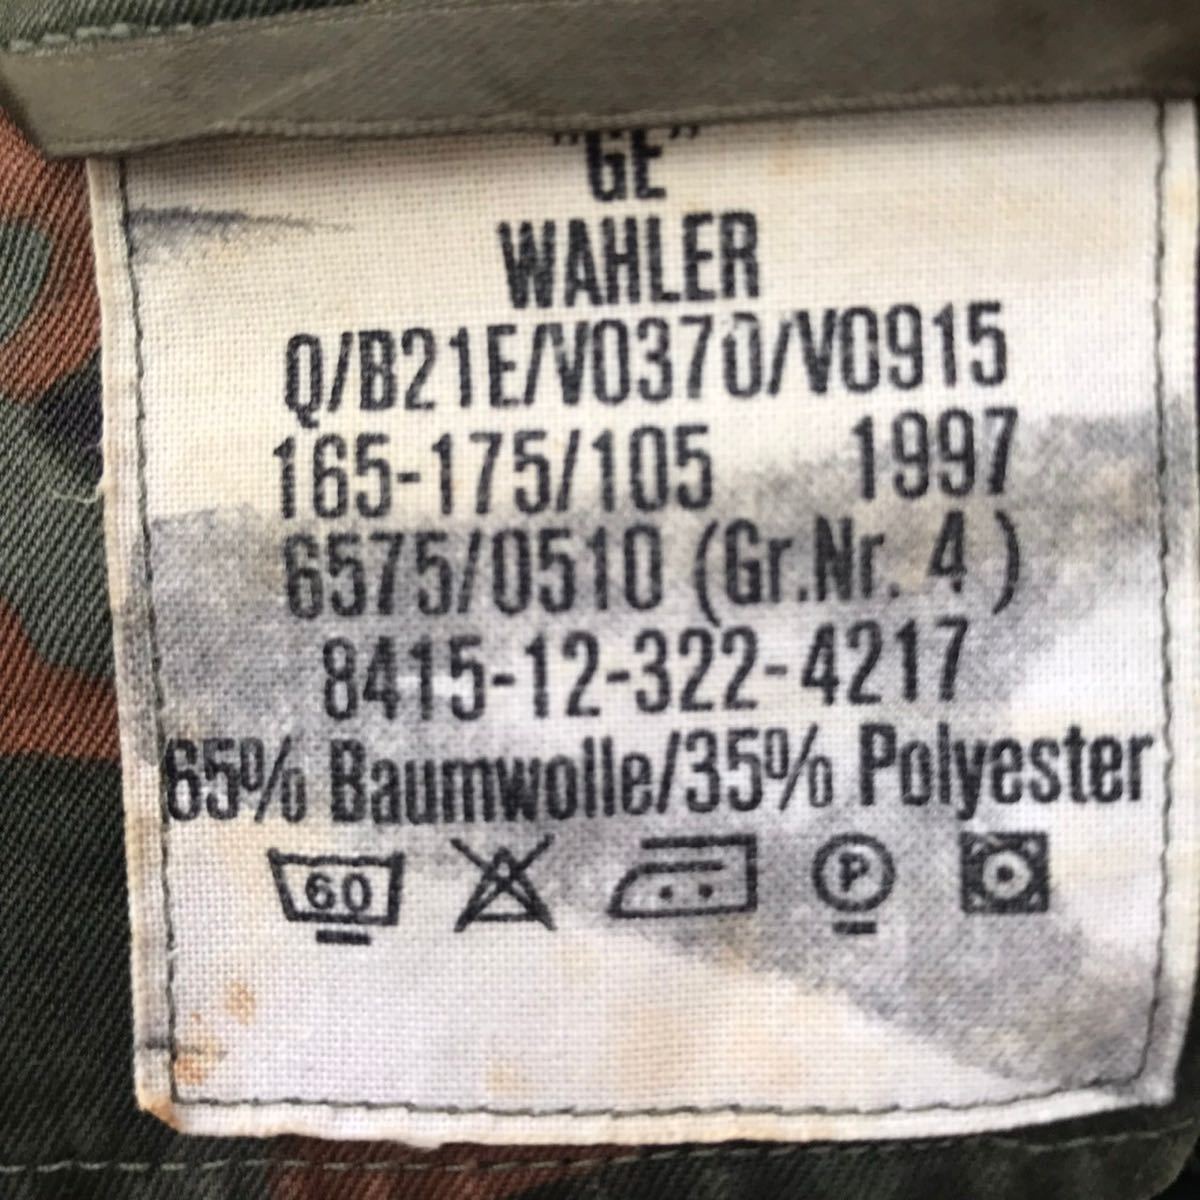 "GE"
WAHLER
Q/B21E/V0370/V0915
165-175/105 1997
6575/0510 (Gr.Nr. 4 )
8415-12-322-4217
65% Baumwolle/35% Polyester
60 P